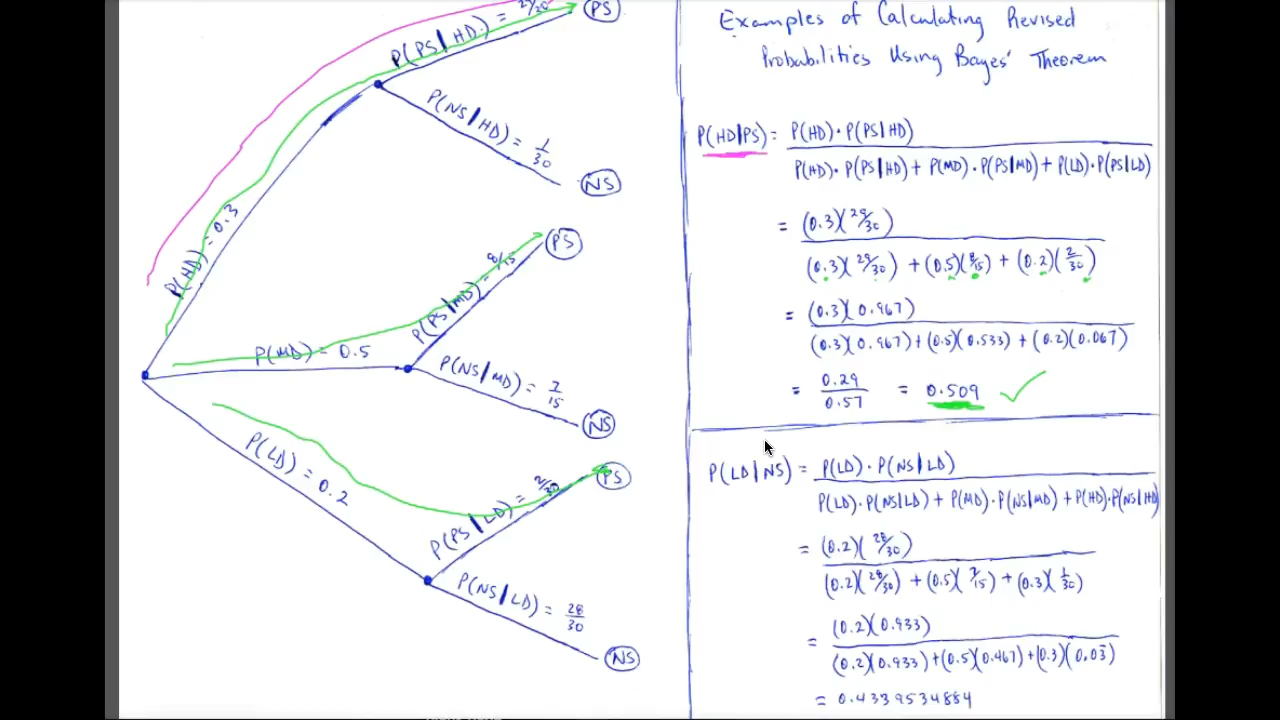 PS
P(PS|HD) = 29/30
P(NS|HD) = 1/30
NS
P(HD) = 0.3
PS
P(PS|MD) = 8/15
P(MD) = 0.5
P(NS|MD) = 7/15
NS
P(LD) = 0.2
PS
P(PS|LD) = 2/30
P(NS|LD) = 28/30
NS
Examples of Calculating Revised
Probabilities Using Bayes' Theorem
P(HD|PS) = P(HD)·P(PS|HD)
P(HD)·P(PS|HD) + P(MD)·P(PS|MD) + P(LD)·P(PS|LD)
= (0.3)(29/30)
(0.3)(29/30) + (0.5)(8/15) + (0.2)(2/30)
= (0.3)(0.967)
(0.3)(0.967) + (0.5)(0.533) + (0.2)(0.067)
= 0.29 = 0.509 ✓
0.57
P(LD|NS) = P(LD)·P(NS|LD)
P(LD)·P(NS|LD) + P(MD)·P(NS|MD) + P(HD)·P(NS|HD)
= (0.2)(28/30)
(0.2)(28/30) + (0.5)(7/15) + (0.3)(1/30)
= (0.2)(0.933)
(0.2)(0.933) + (0.5)(0.467) + (0.3)(0.03̄)
= 0.4339534884